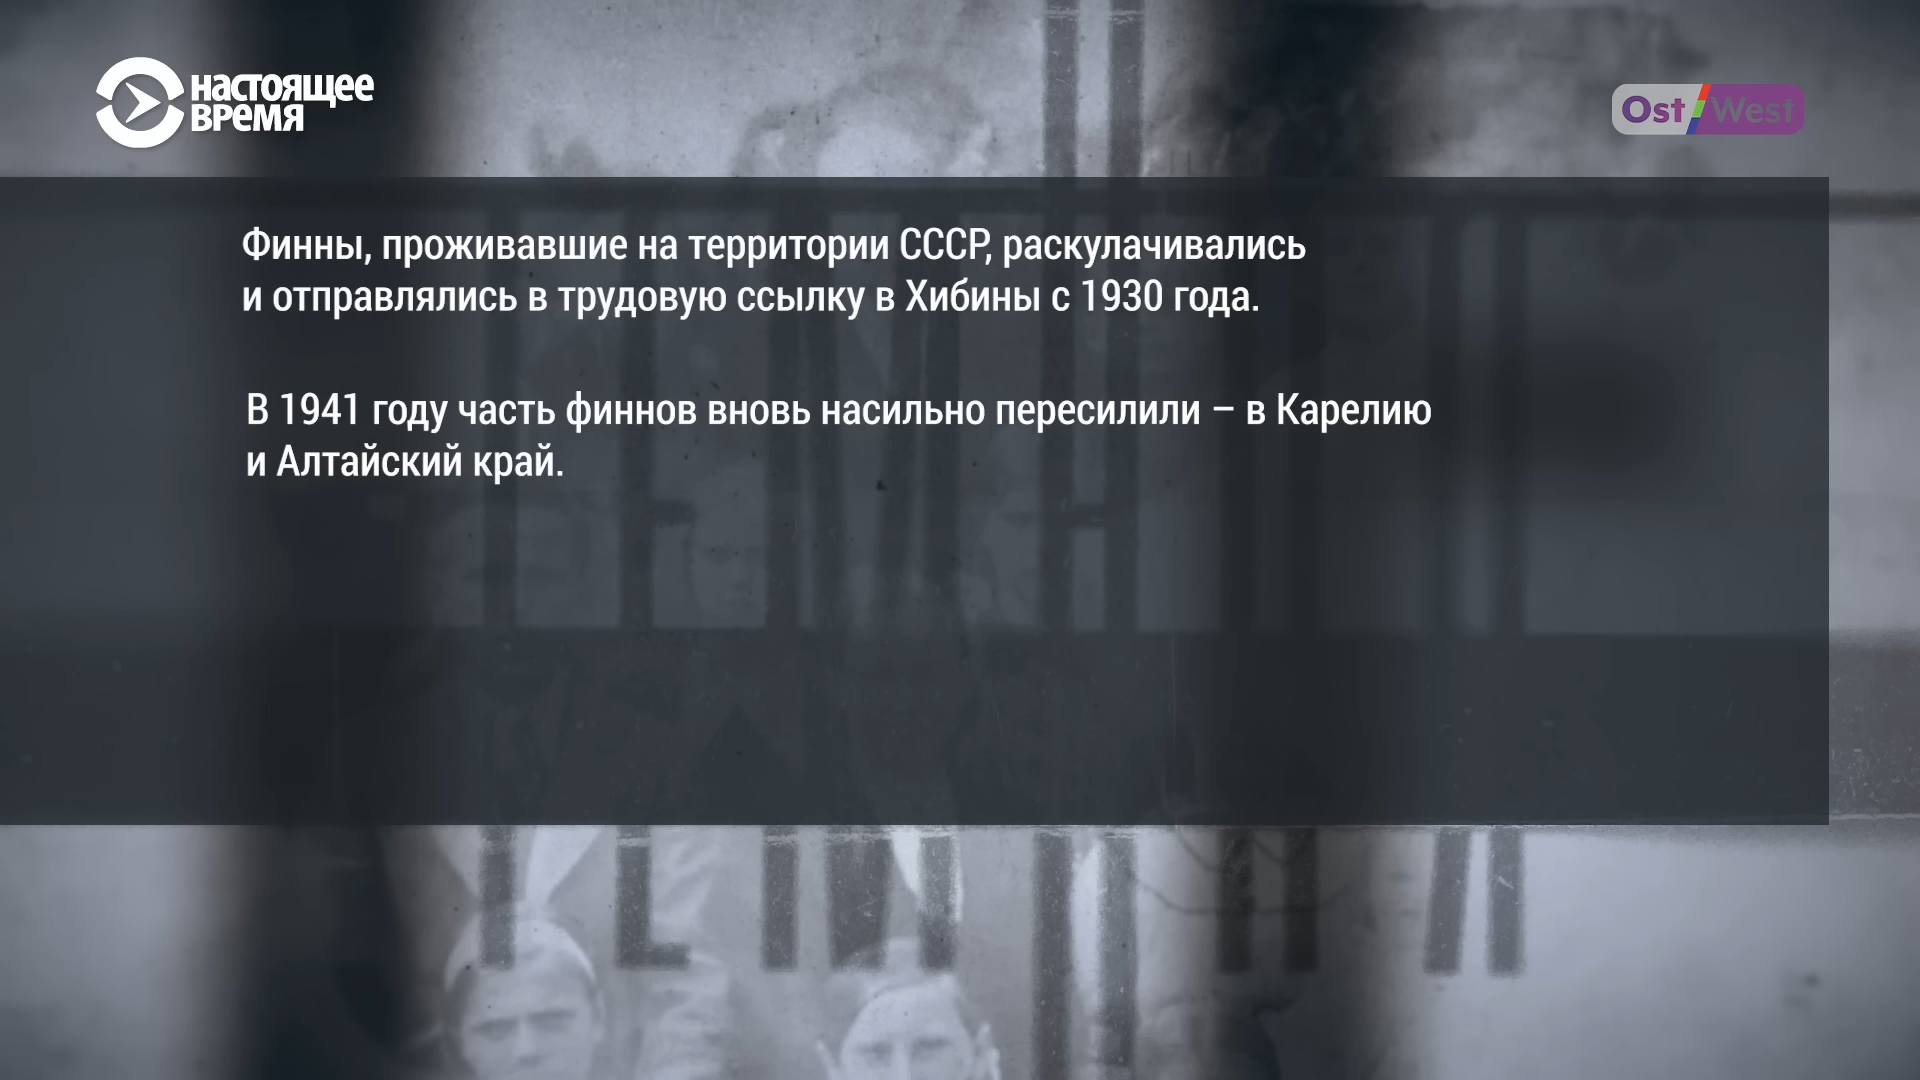 НАСТОЯЩЕЕ
ВРЕМЯ
Ost West
Финны, проживавшие на территории СССР, раскулачивались
и отправлялись в трудовую ссылку в Хибины с 1930 года.
В 1941 году часть финнов вновь насильно пересилили – в Карелию
и Алтайский край.